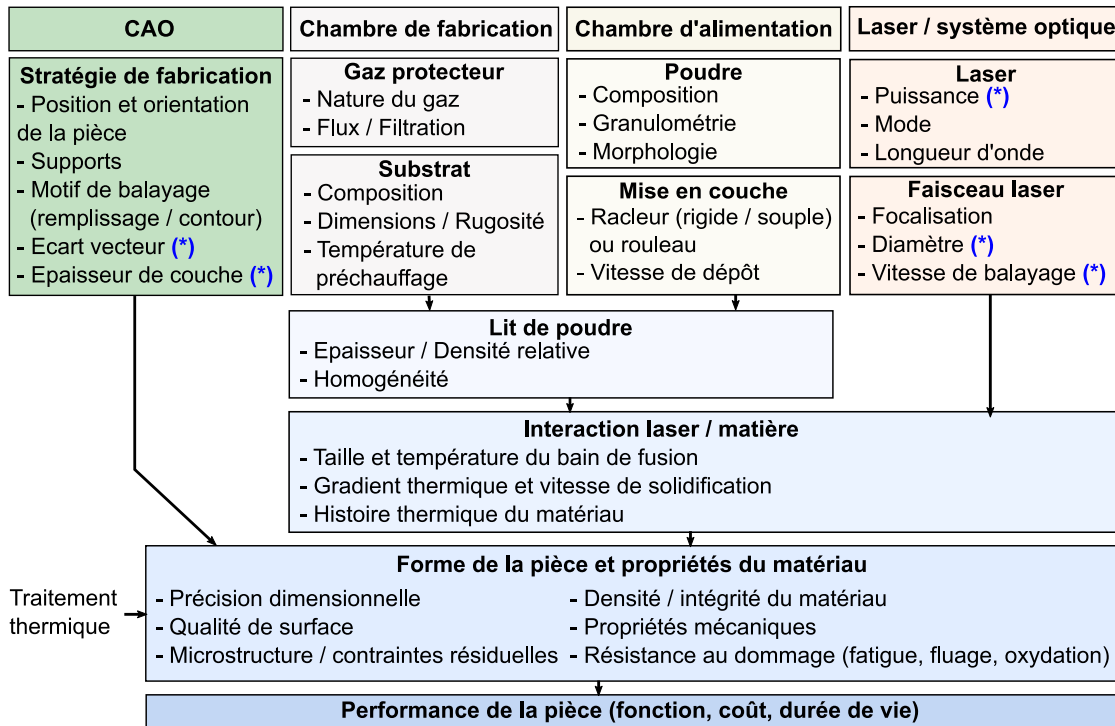 CAO
Stratégie de fabrication
- Position et orientation
de la pièce
- Supports
- Motif de balayage
(remplissage / contour)
- Ecart vecteur (*)
- Epaisseur de couche (*)
Chambre de fabrication
Gaz protecteur
- Nature du gaz
- Flux / Filtration
Substrat
- Composition
- Dimensions / Rugosité
- Température de
préchauffage
Chambre d'alimentation
Poudre
- Composition
- Granulométrie
- Morphologie
Mise en couche
- Racleur (rigide / souple)
ou rouleau
- Vitesse de dépôt
Laser / système optique
Laser
- Puissance (*)
- Mode
- Longueur d'onde
Faisceau laser
- Focalisation
- Diamètre (*)
- Vitesse de balayage (*)
Lit de poudre
- Epaisseur / Densité relative
- Homogénéité
Interaction laser / matière
- Taille et température du bain de fusion
- Gradient thermique et vitesse de solidification
- Histoire thermique du matériau
Traitement
thermique
Forme de la pièce et propriétés du matériau
- Précision dimensionnelle
- Qualité de surface
- Microstructure / contraintes résiduelles
- Densité / intégrité du matériau
- Propriétés mécaniques
- Résistance au dommage (fatigue, fluage, oxydation)
Performance de la pièce (fonction, coût, durée de vie)